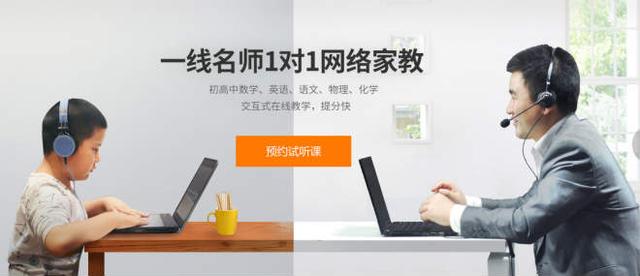 一线名师1对1网络家教
初高中数学、英语、语文、物理、化学
交互式在线教学，提分快
预约试听课